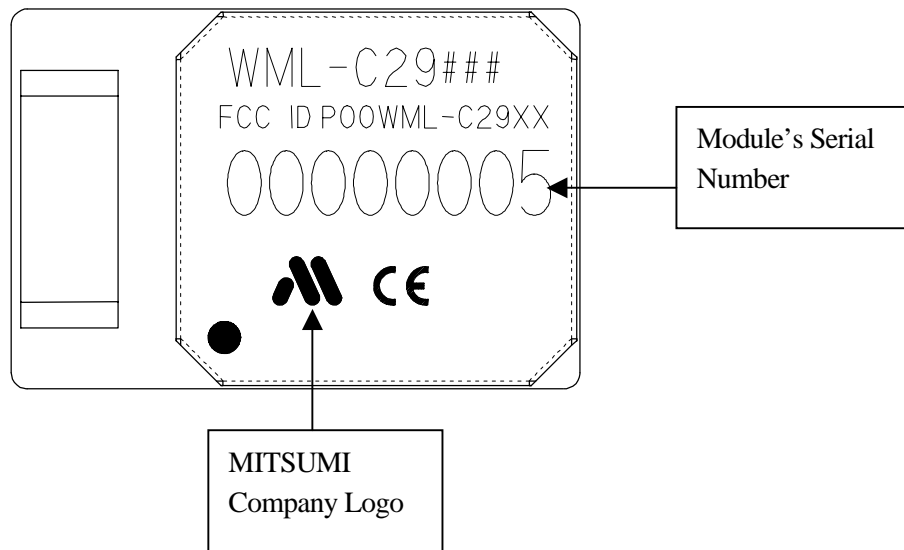 WML-C29###
FCC ID POOWML-C29XX
00000005
CE
Module's Serial
Number
MITSUMI
Company Logo